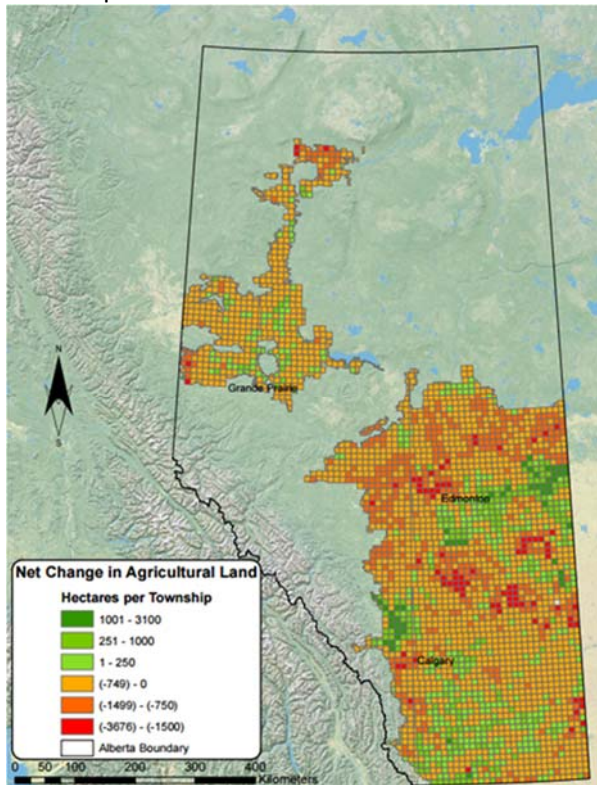 N
S
Grande Prairie
Edmonton
Calgary
Net Change in Agricultural Land
Hectares per Township
1001 - 3100
251 - 1000
1 - 250
(-749) - 0
(-1499) - (-750)
(-3676) - (-1500)
Alberta Boundary
0 50 100 200 300 400
Kilometers